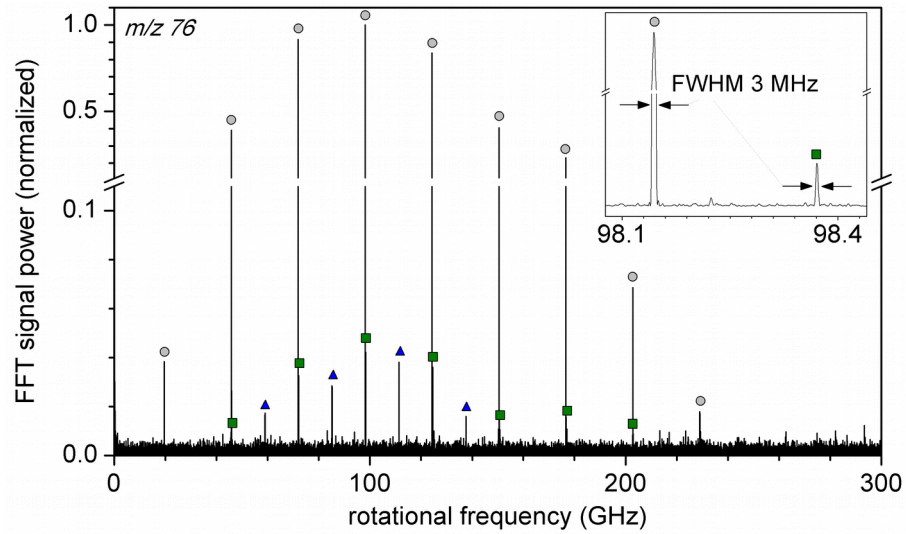 m/z 76
FWHM 3 MHz
98.1
98.4
1.0
0.5
0.1
0.0
FFT signal power (normalized)
0
100
200
300
rotational frequency (GHz)